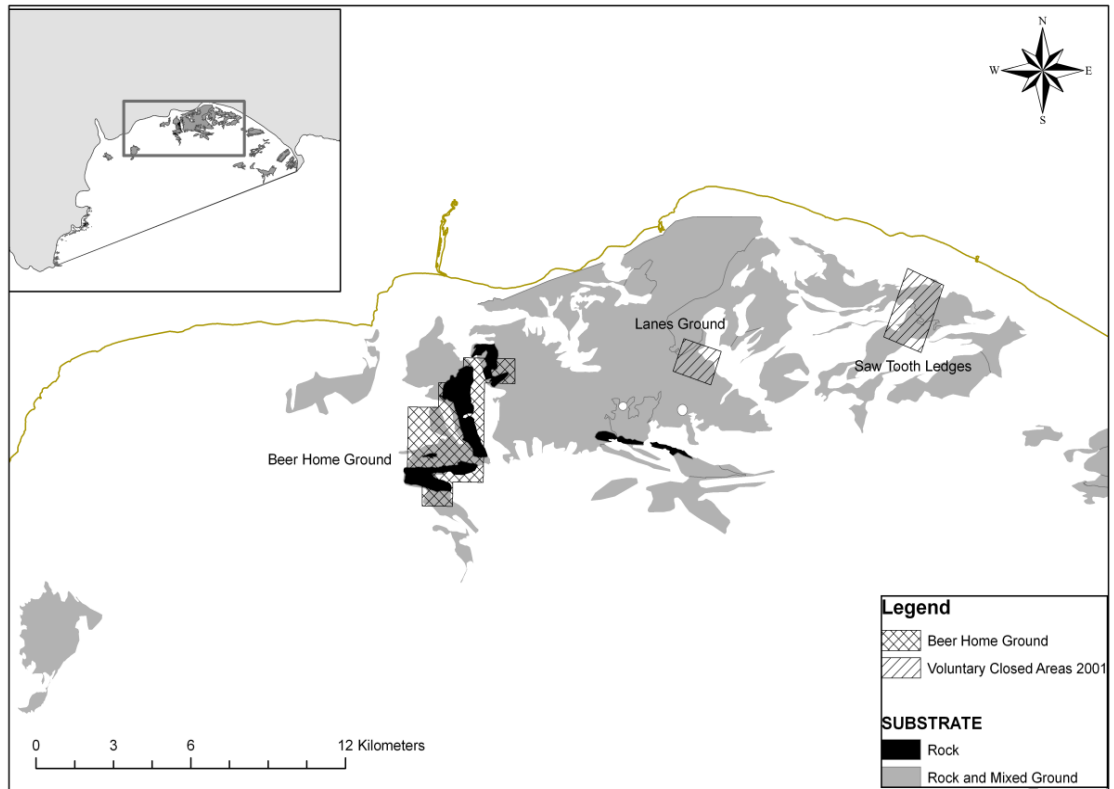 N
W E
S
Lanes Ground
Saw Tooth Ledges
Beer Home Ground
Legend
Beer Home Ground
Voluntary Closed Areas 2001
SUBSTRATE
Rock
Rock and Mixed Ground
0 3 6 12 Kilometers